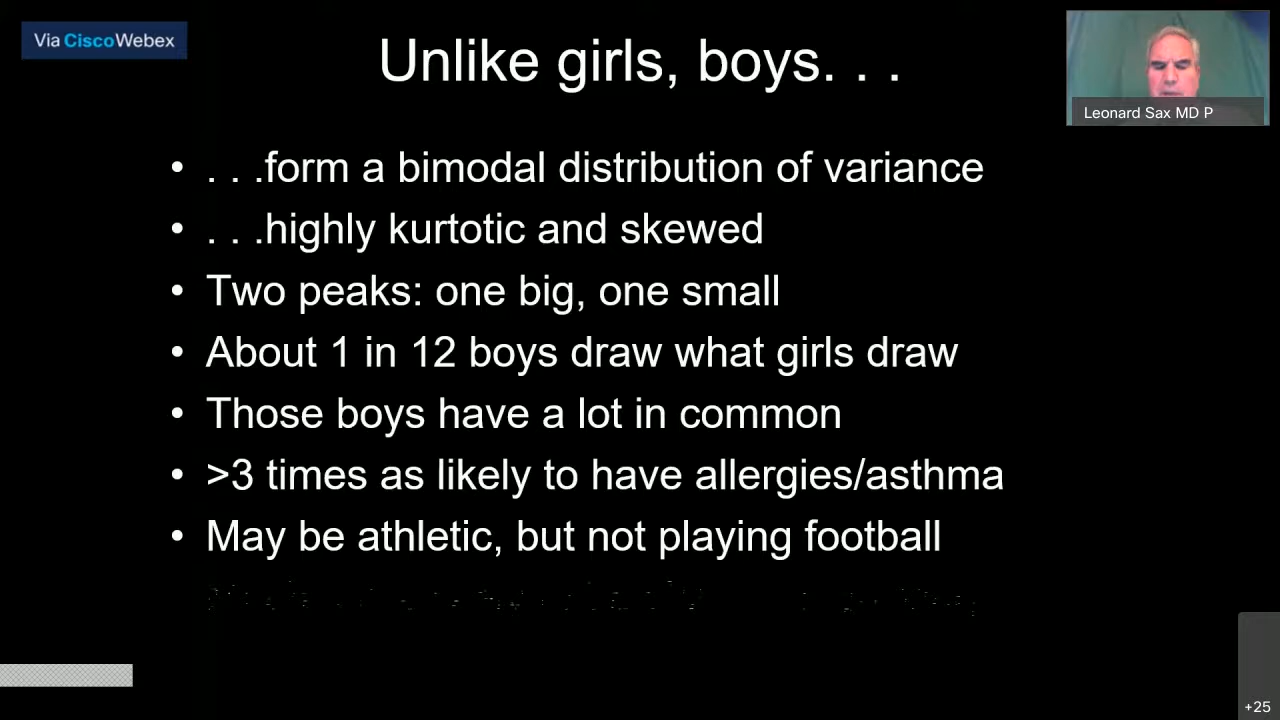 Via Cisco Webex
Unlike girls, boys. . .
Leonard Sax MD P
• . . .form a bimodal distribution of variance
• . . .highly kurtotic and skewed
• Two peaks: one big, one small
• About 1 in 12 boys draw what girls draw
• Those boys have a lot in common
• >3 times as likely to have allergies/asthma
• May be athletic, but not playing football
+25